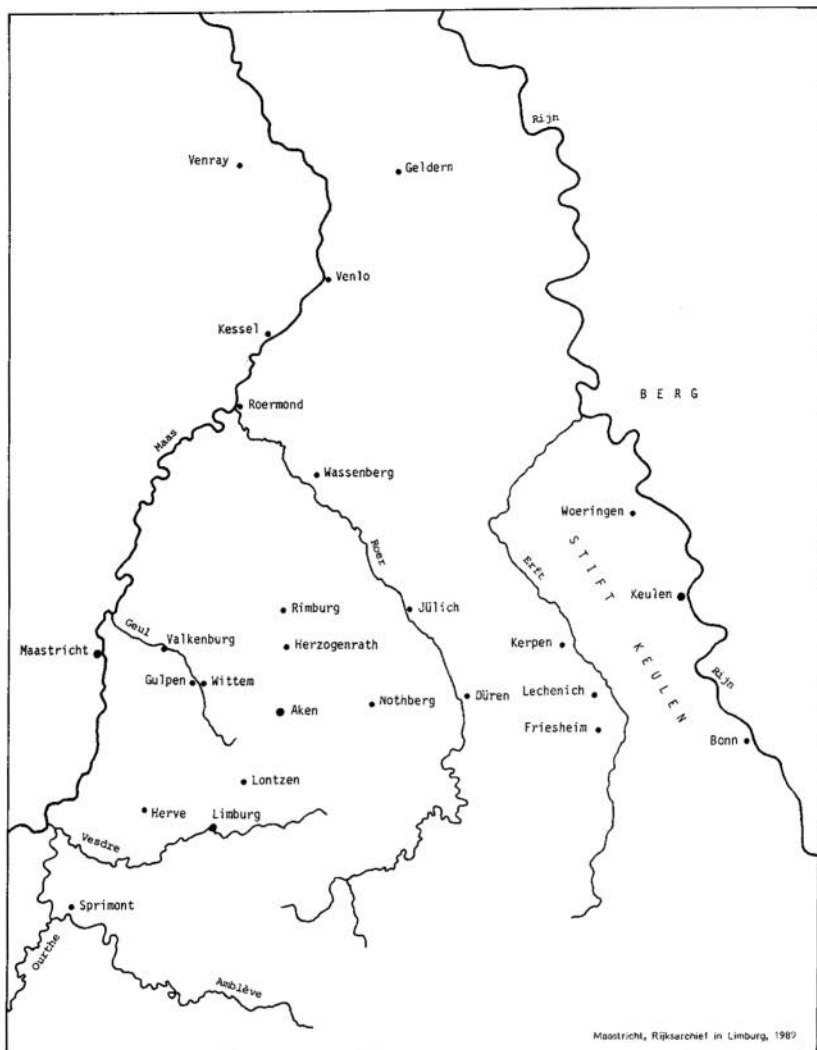 Rijn
Venray
Geldern
Venlo
Kessel
BERG
Roermond
Maas
Wassenberg
Woeringen
Roer
STIFT KEULEN
Erft
Keulen
Rimburg
Jülich
Geul
Valkenburg
Herzogenrath
Kerpen
Maastricht
Rijn
Gulpen
Wittem
Aken
Nothberg
Düren
Lechenich
Friesheim
Bonn
Lontzen
Herve
Limburg
Vesdre
Sprimont
Ourthe
Amblève
Maastricht, Rijksarchief in Limburg, 1989